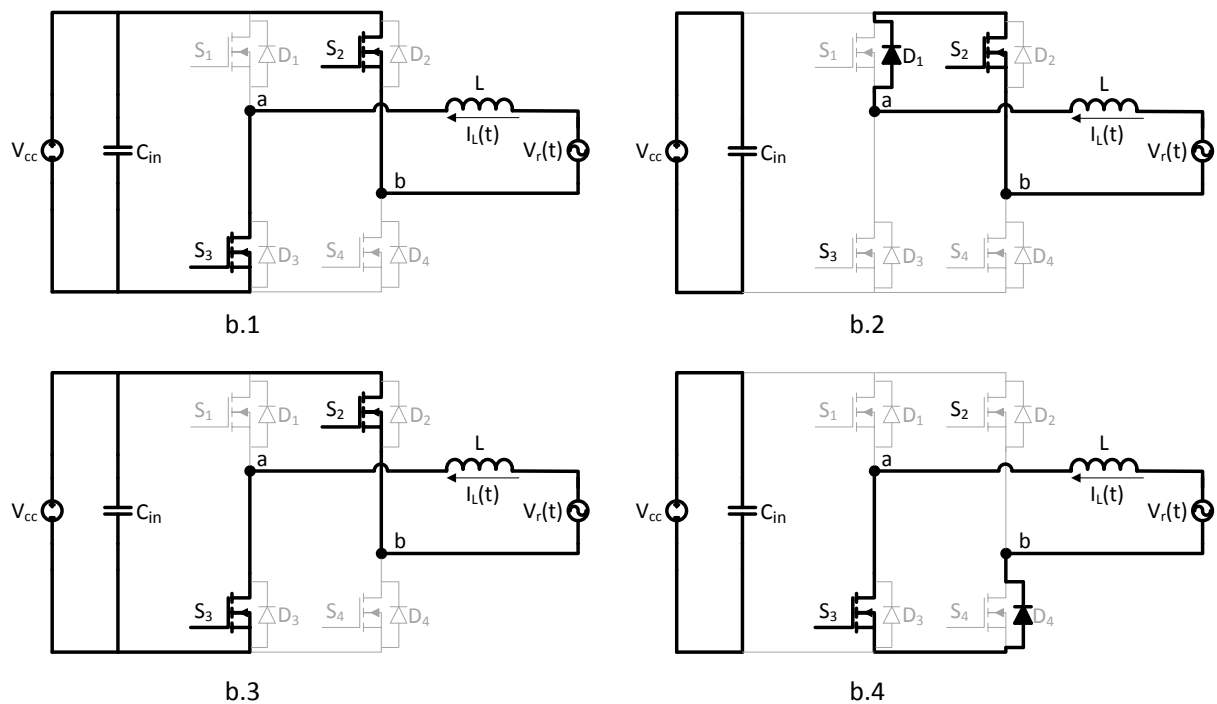 S1 D1 S2 D2
a
L
IL(t)
Vcc Cin Vr(t)
b
S3 D3 S4 D4
b.1
S1 D1 S2 D2
a
L
IL(t)
Vcc Cin Vr(t)
b
S3 D3 S4 D4
b.2
S1 D1 S2 D2
a
L
IL(t)
Vcc Cin Vr(t)
b
S3 D3 S4 D4
b.3
S1 D1 S2 D2
a
L
IL(t)
Vcc Cin Vr(t)
b
S3 D3 S4 D4
b.4